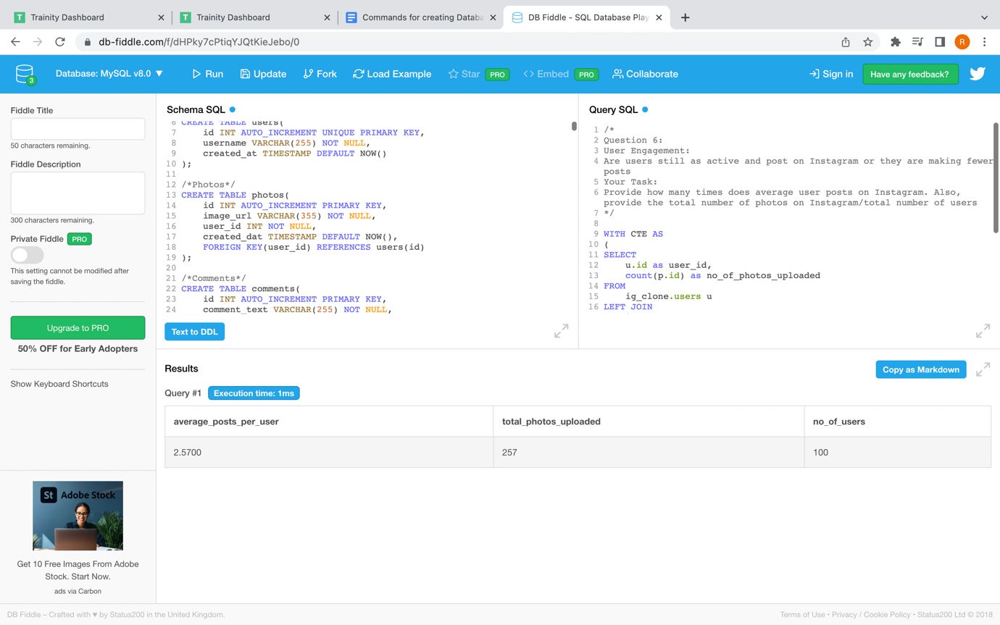 Trainity Dashboard
Trainity Dashboard
Commands for creating Databa
DB Fiddle - SQL Database Play
db-fiddle.com/f/dHPky7cPtiqYJQtKieJebo/0
R
3
Database: MySQL v8.0 ▼
Run
Update
Fork
Load Example
Star PRO
Embed PRO
Collaborate
Sign in
Have any feedback?
Fiddle Title
50 characters remaining.
Fiddle Description
300 characters remaining.
Private Fiddle PRO
This setting cannot be modified after
saving the fiddle.
Upgrade to PRO
50% OFF for Early Adopters
Show Keyboard Shortcuts
St Adobe Stock
Get 10 Free Images From Adobe
Stock. Start Now.
ads via Carbon
Schema SQL
6 CREATE TABLE users(
7 id INT AUTO_INCREMENT UNIQUE PRIMARY KEY,
8 username VARCHAR(255) NOT NULL,
9 created_at TIMESTAMP DEFAULT NOW()
10 );
11
12 /*Photos*/
13 CREATE TABLE photos(
14 id INT AUTO_INCREMENT PRIMARY KEY,
15 image_url VARCHAR(355) NOT NULL,
16 user_id INT NOT NULL,
17 created_dat TIMESTAMP DEFAULT NOW(),
18 FOREIGN KEY(user_id) REFERENCES users(id)
19 );
20
21 /*Comments*/
22 CREATE TABLE comments(
23 id INT AUTO_INCREMENT PRIMARY KEY,
24 comment_text VARCHAR(255) NOT NULL,
Text to DDL
Query SQL
1 /*
2 Question 6:
3 User Engagement:
4 Are users still as active and post on Instagram or they are making fewer
posts
5 Your Task:
6 Provide how many times does average user posts on Instagram. Also,
provide the total number of photos on Instagram/total number of users
7 */
8
9 WITH CTE AS
10 (
11 SELECT
12 u.id as user_id,
13 count(p.id) as no_of_photos_uploaded
14 FROM
15 ig_clone.users u
16 LEFT JOIN
Results
Copy as Markdown
Query #1 Execution time: 1ms
average_posts_per_user total_photos_uploaded no_of_users
2.5700 257 100
DB Fiddle – Crafted with ♥ by Status200 in the United Kingdom.
Terms of Use • Privacy / Cookie Policy • Status200 Ltd © 2018